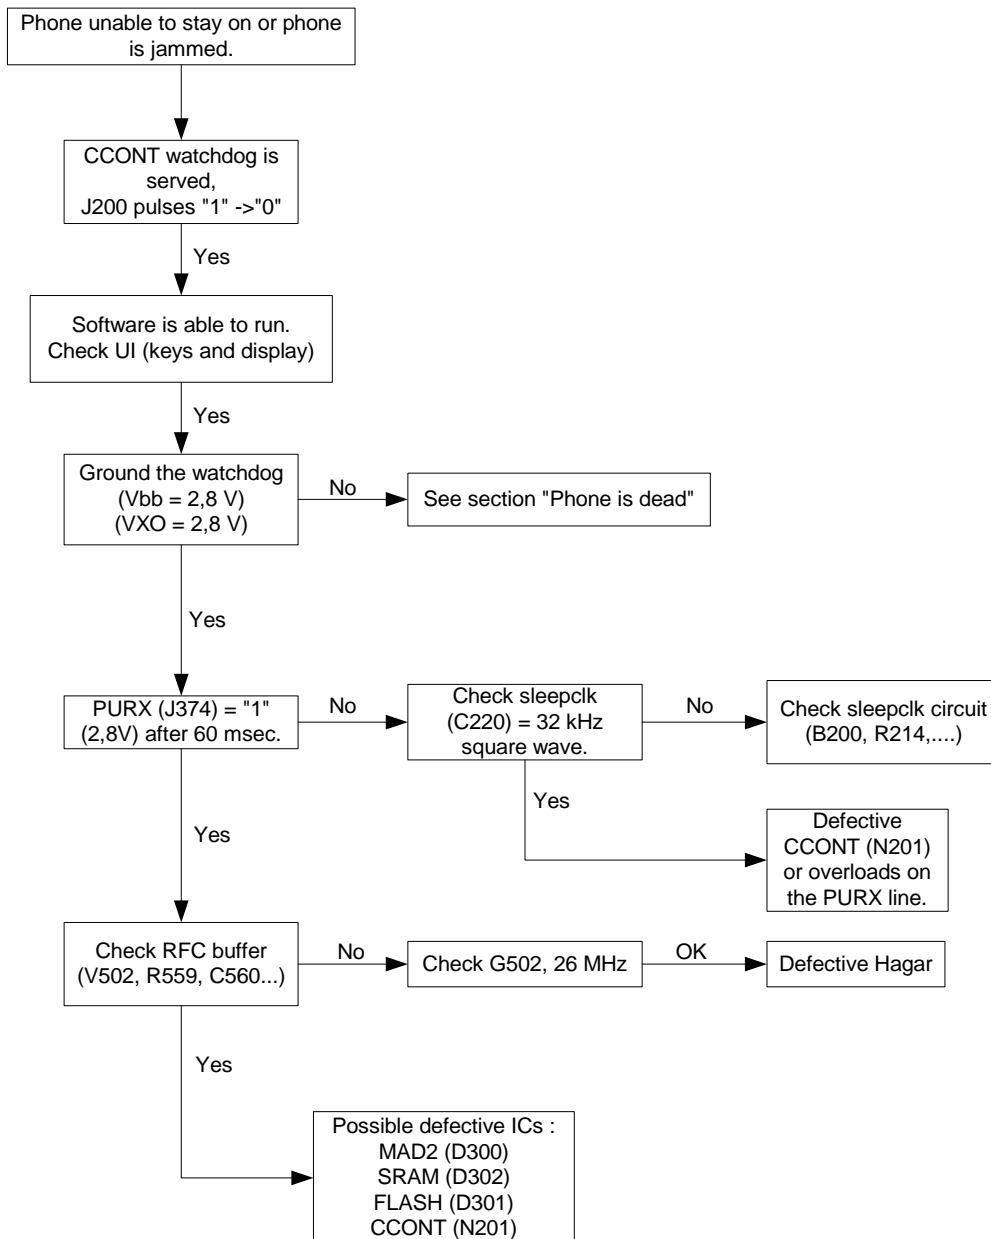 Phone unable to stay on or phone
is jammed.
CCONT watchdog is
served,
J200 pulses "1" ->"0"
Yes
Software is able to run.
Check UI (keys and display)
Yes
Ground the watchdog
(Vbb = 2,8 V)
(VXO = 2,8 V)
No
See section "Phone is dead"
Yes
PURX (J374) = "1"
(2,8V) after 60 msec.
No
Check sleepclk
(C220) = 32 kHz
square wave.
No
Check sleepclk circuit
(B200, R214,....)
Yes
Defective
CCONT (N201)
or overloads on
the PURX line.
Yes
Check RFC buffer
(V502, R559, C560...)
No
Check G502, 26 MHz
OK
Defective Hagar
Yes
Possible defective ICs :
MAD2 (D300)
SRAM (D302)
FLASH (D301)
CCONT (N201)